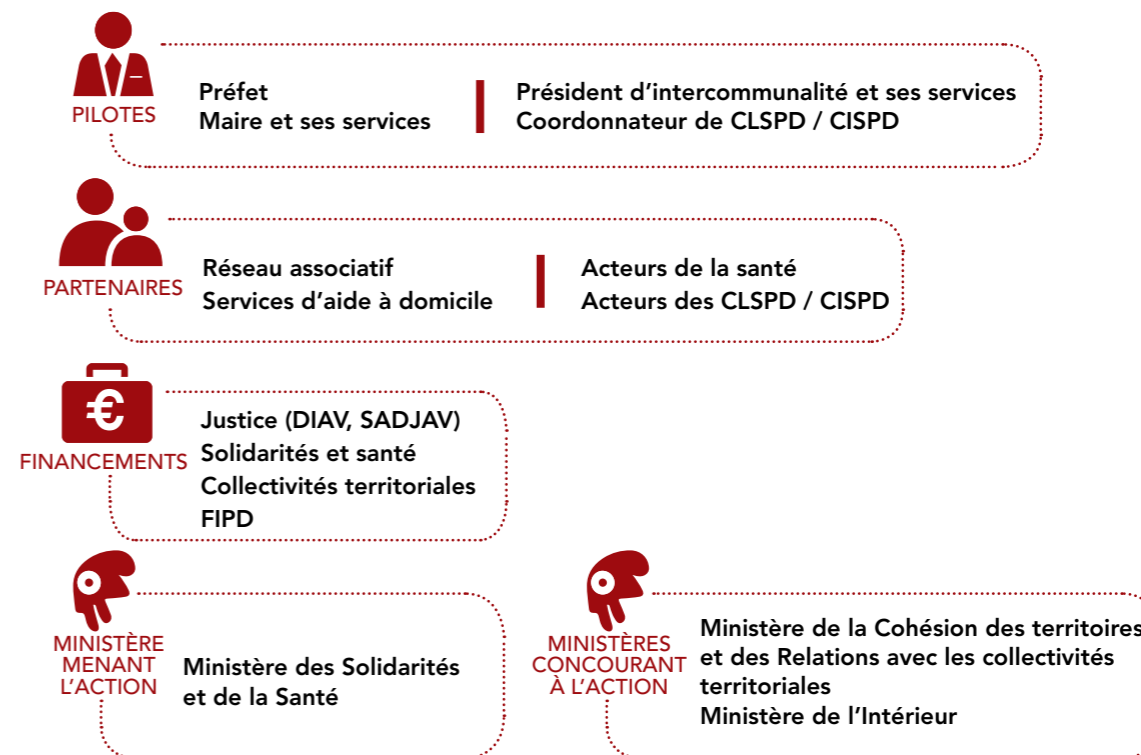 PILOTES
Préfet
Maire et ses services
Président d'intercommunalité et ses services
Coordonnateur de CLSPD / CISPD
PARTENAIRES
Réseau associatif
Services d'aide à domicile
Acteurs de la santé
Acteurs des CLSPD / CISPD
€
FINANCEMENTS
Justice (DIAV, SADJAV)
Solidarités et santé
Collectivités territoriales
FIPD
MINISTÈRE
MENANT
L'ACTION
Ministère des Solidarités
et de la Santé
MINISTÈRES
CONCOURANT
À L'ACTION
Ministère de la Cohésion des territoires
et des Relations avec les collectivités
territoriales
Ministère de l'Intérieur